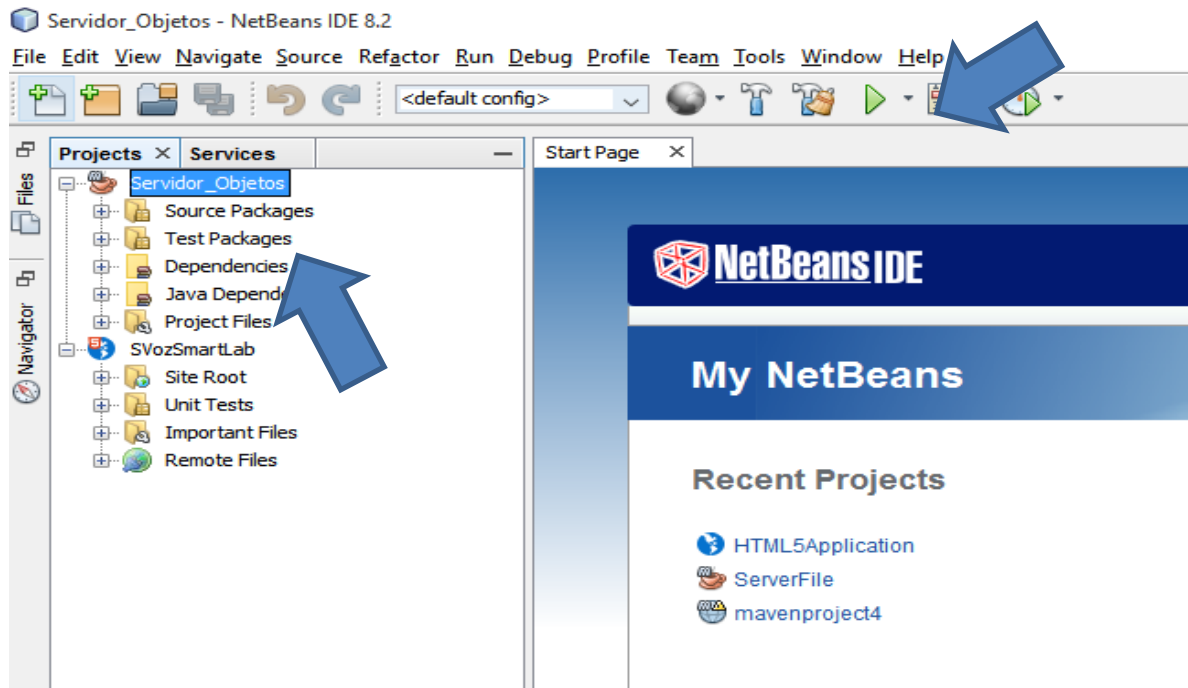 Servidor_Objetos - NetBeans IDE 8.2
File Edit View Navigate Source Refactor Run Debug Profile Team Tools Window Help
<default config>
Projects Services
Start Page
Files
Navigator
Servidor_Objetos
Source Packages
Test Packages
Dependencies
Java Depend
Project Files
SVozSmartLab
Site Root
Unit Tests
Important Files
Remote Files
NetBeans IDE
My NetBeans
Recent Projects
HTML5Application
ServerFile
mavenproject4